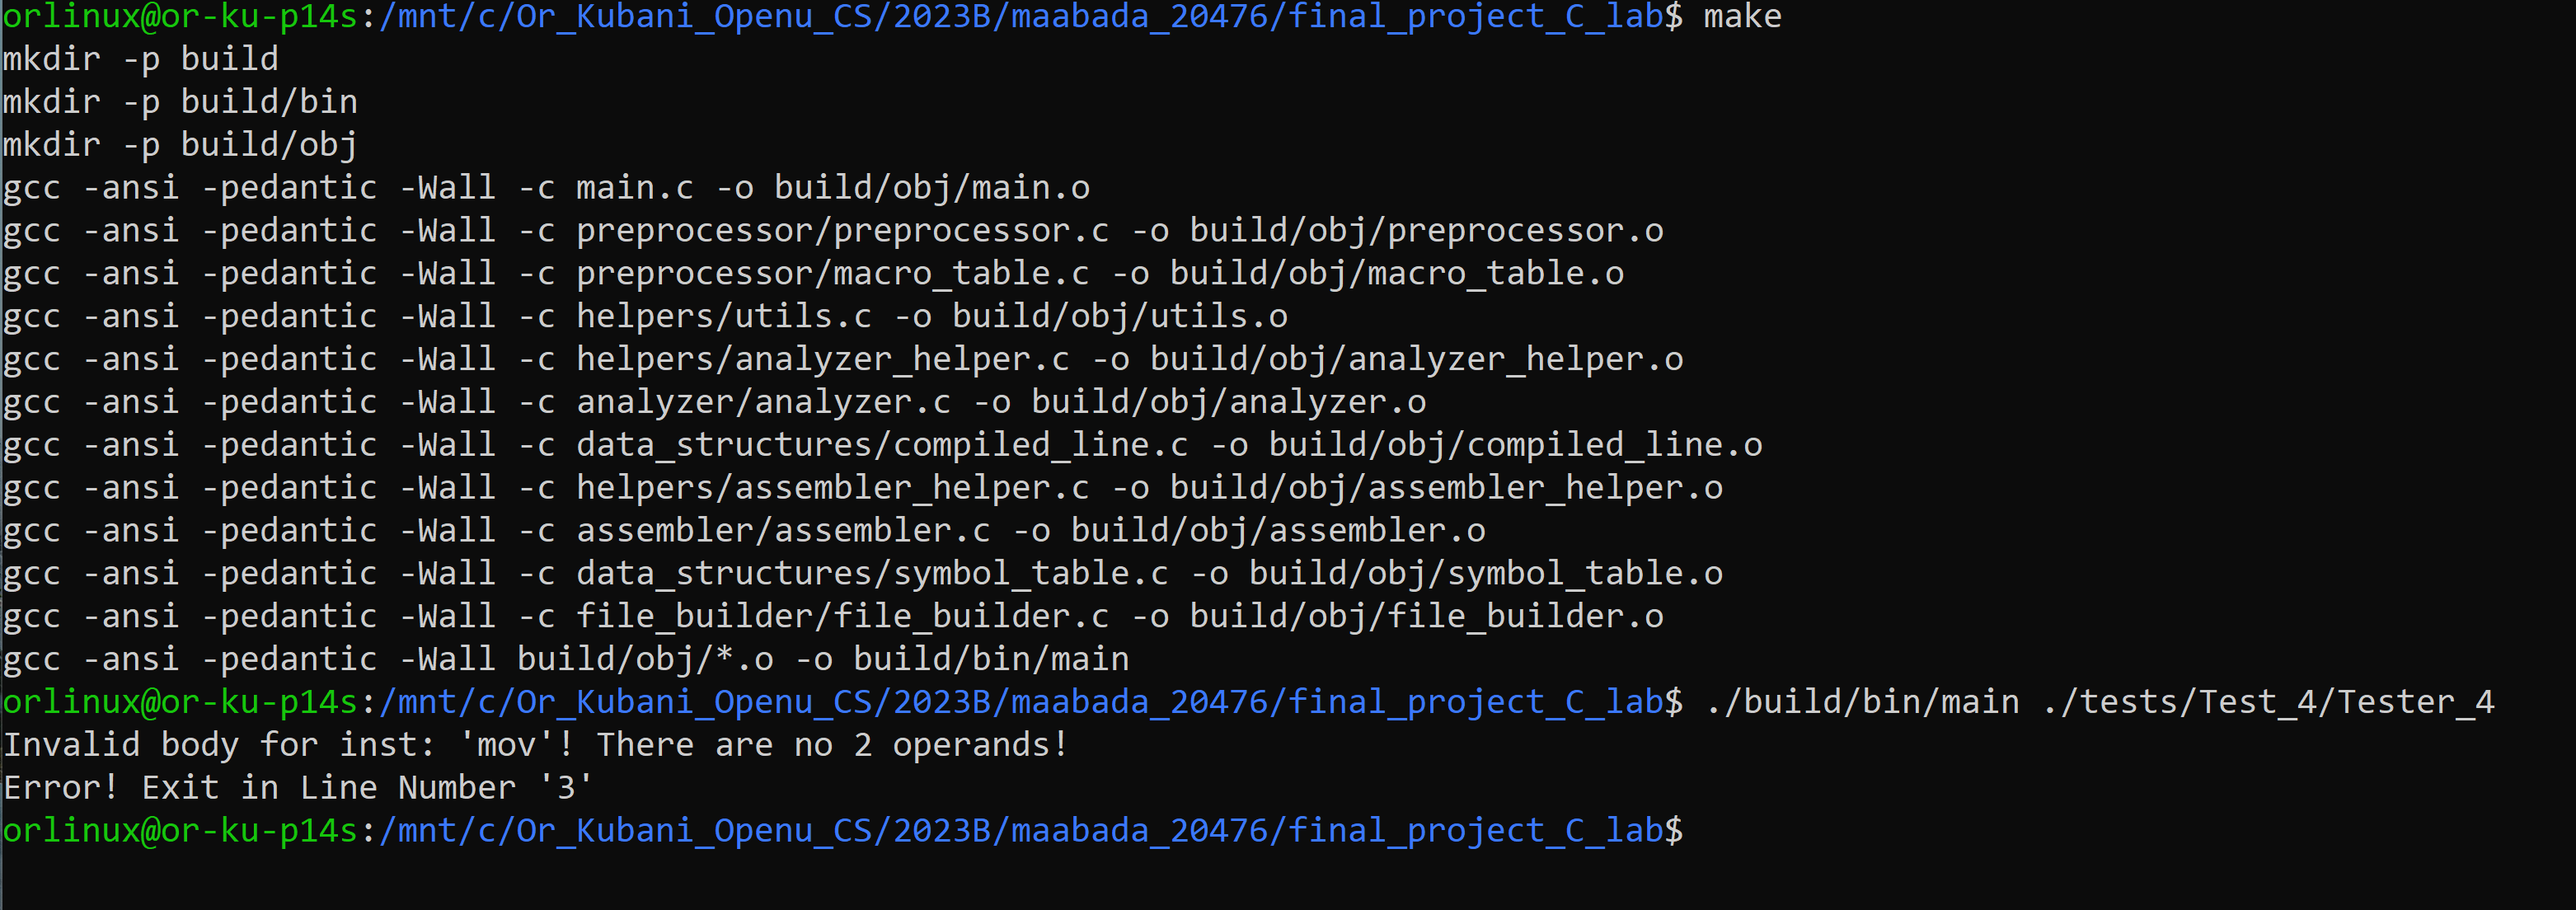 orlinux@or-ku-p14s:/mnt/c/Or_Kubani_Openu_CS/2023B/maabada_20476/final_project_C_lab$ make
mkdir -p build
mkdir -p build/bin
mkdir -p build/obj
gcc -ansi -pedantic -Wall -c main.c -o build/obj/main.o
gcc -ansi -pedantic -Wall -c preprocessor/preprocessor.c -o build/obj/preprocessor.o
gcc -ansi -pedantic -Wall -c preprocessor/macro_table.c -o build/obj/macro_table.o
gcc -ansi -pedantic -Wall -c helpers/utils.c -o build/obj/utils.o
gcc -ansi -pedantic -Wall -c helpers/analyzer_helper.c -o build/obj/analyzer_helper.o
gcc -ansi -pedantic -Wall -c analyzer/analyzer.c -o build/obj/analyzer.o
gcc -ansi -pedantic -Wall -c data_structures/compiled_line.c -o build/obj/compiled_line.o
gcc -ansi -pedantic -Wall -c helpers/assembler_helper.c -o build/obj/assembler_helper.o
gcc -ansi -pedantic -Wall -c assembler/assembler.c -o build/obj/assembler.o
gcc -ansi -pedantic -Wall -c data_structures/symbol_table.c -o build/obj/symbol_table.o
gcc -ansi -pedantic -Wall -c file_builder/file_builder.c -o build/obj/file_builder.o
gcc -ansi -pedantic -Wall build/obj/*.o -o build/bin/main
orlinux@or-ku-p14s:/mnt/c/Or_Kubani_Openu_CS/2023B/maabada_20476/final_project_C_lab$ ./build/bin/main ./tests/Test_4/Tester_4
Invalid body for inst: 'mov'! There are no 2 operands!
Error! Exit in Line Number '3'
orlinux@or-ku-p14s:/mnt/c/Or_Kubani_Openu_CS/2023B/maabada_20476/final_project_C_lab$